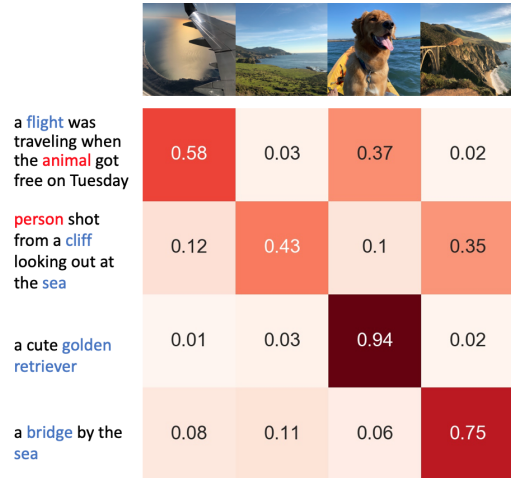 a flight was
traveling when
the animal got
free on Tuesday
0.58 0.03 0.37 0.02
person shot
from a cliff
looking out at
the sea
0.12 0.43 0.1 0.35
a cute golden
retriever
0.01 0.03 0.94 0.02
a bridge by the
sea
0.08 0.11 0.06 0.75